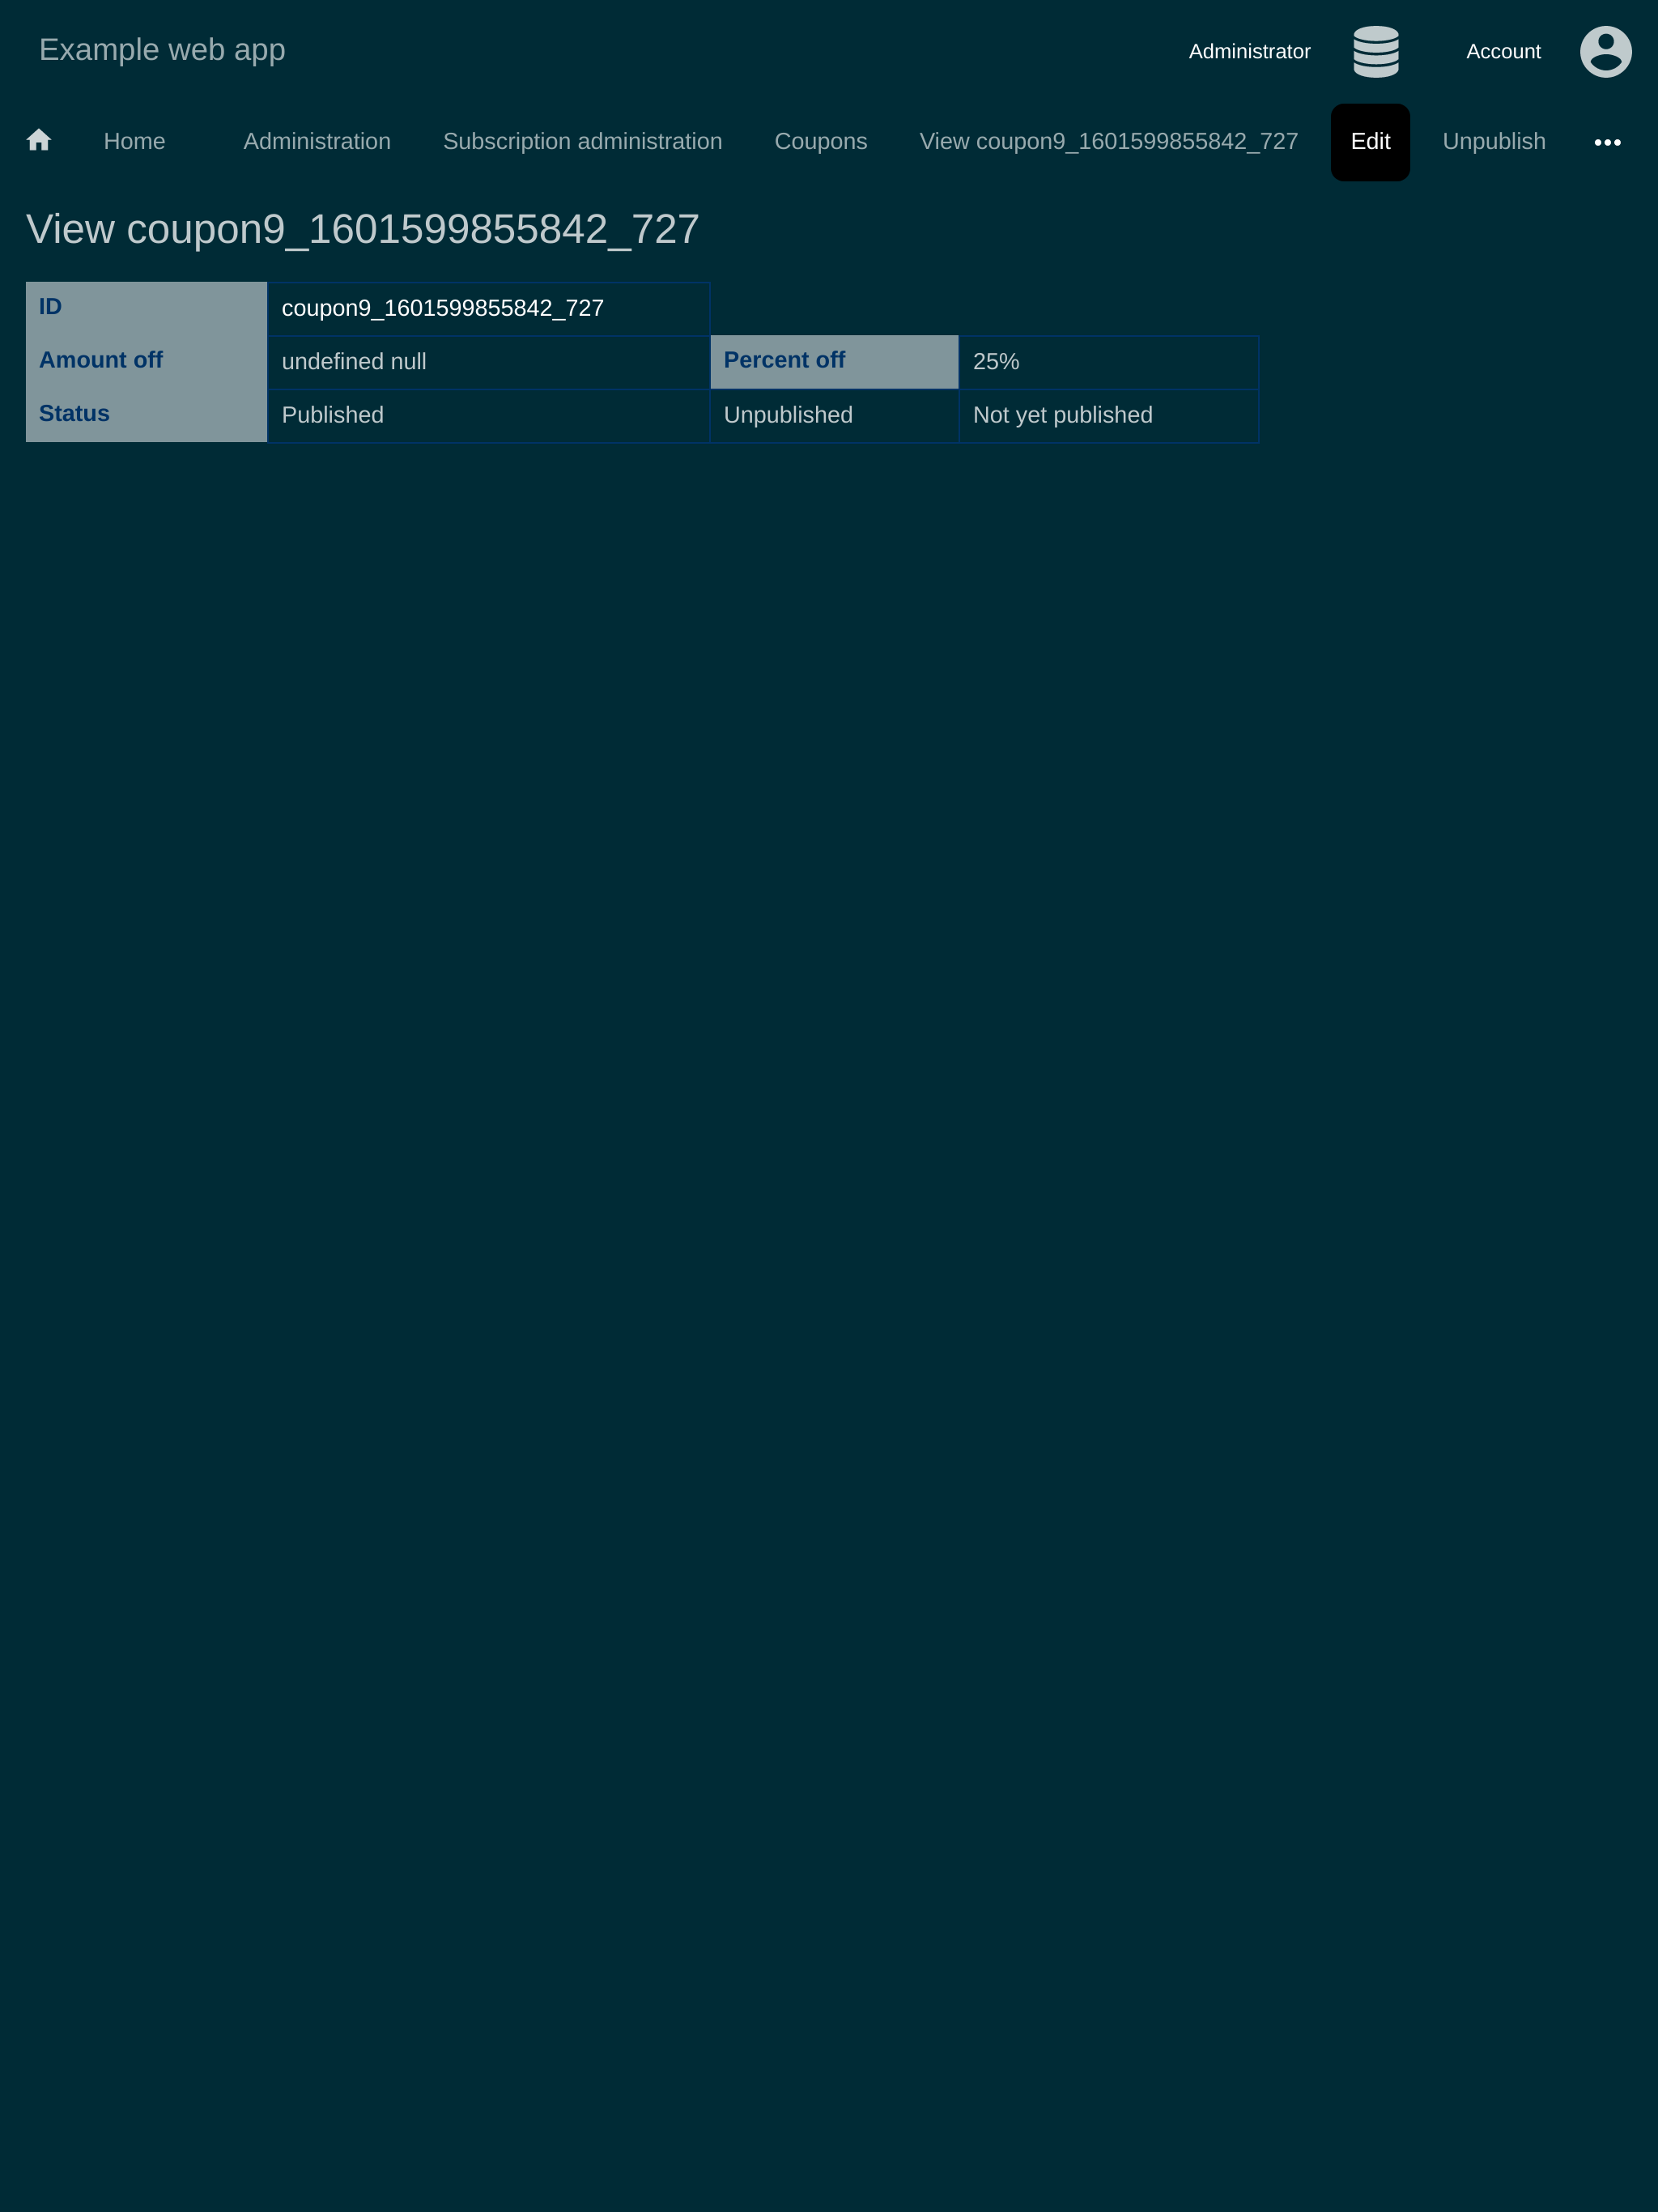 Example web app
Administrator
Account
Home Administration Subscription administration Coupons View coupon9_1601599855842_727 Edit Unpublish
View coupon9_1601599855842_727
ID coupon9_1601599855842_727
Amount off undefined null Percent off 25%
Status Published Unpublished Not yet published